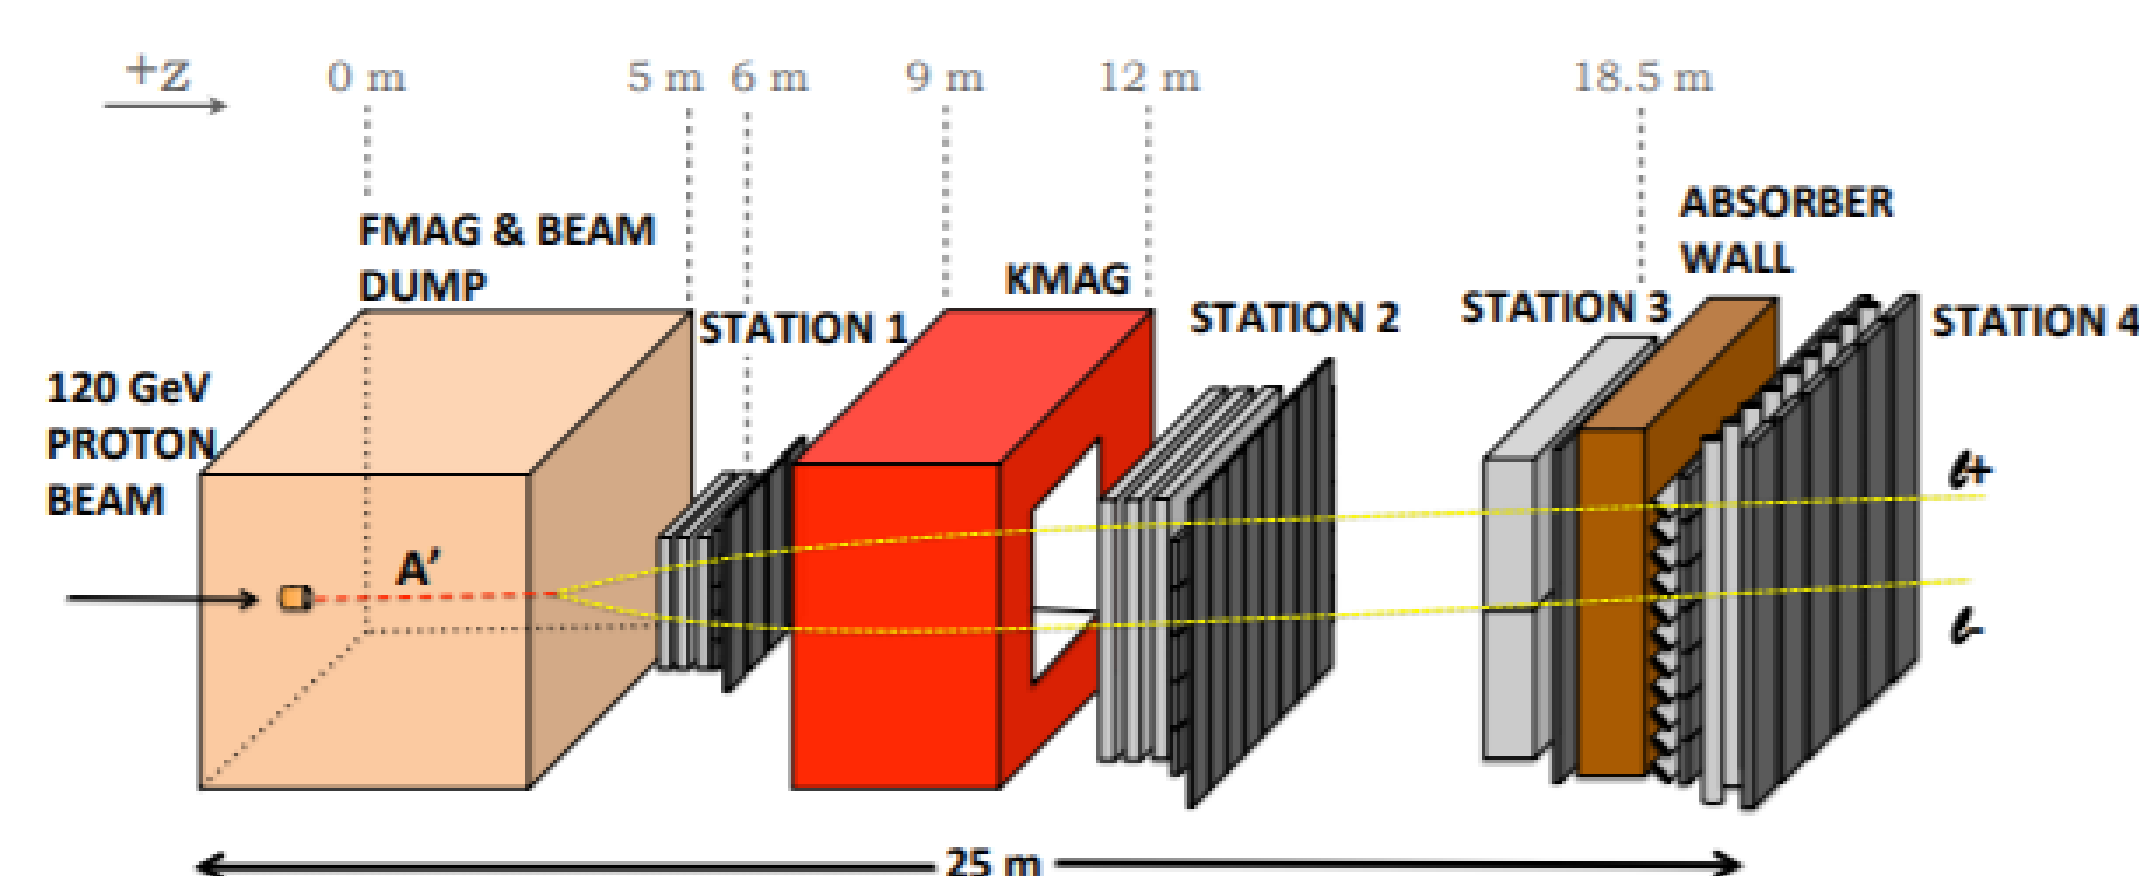 +z
0 m
5 m
6 m
9 m
12 m
18.5 m
FMAG & BEAM
DUMP
120 GeV
PROTON
BEAM
A'
STATION 1
KMAG
STATION 2
STATION 3
ABSORBER
WALL
STATION 4
ℓ+
ℓ-
25 m